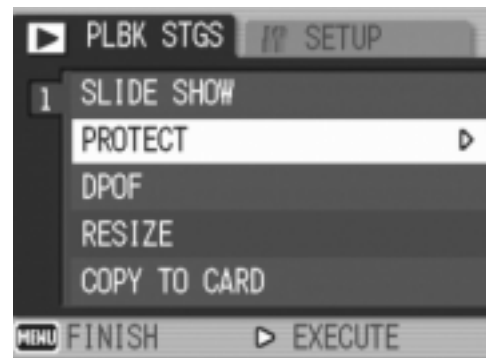 PLBK STGS SETUP
1 SLIDE SHOW
PROTECT
DPOF
RESIZE
COPY TO CARD
MENU FINISH EXECUTE